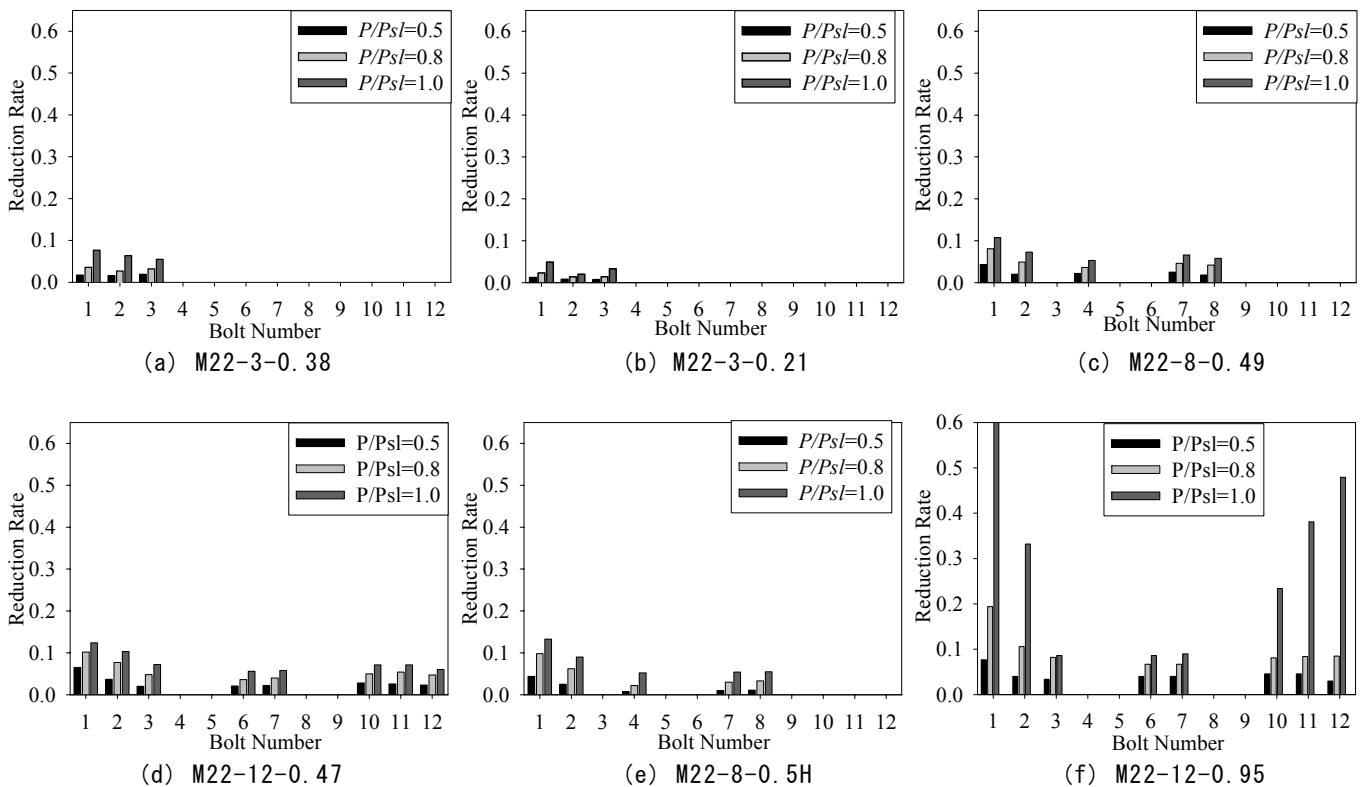 P/Psl=0.5
P/Psl=0.8
P/Psl=1.0
Reduction Rate
0.6
0.5
0.4
0.3
0.2
0.1
0.0
1 2 3 4 5 6 7 8 9 10 11 12
Bolt Number
(a) M22-3-0.38
P/Psl=0.5
P/Psl=0.8
P/Psl=1.0
Reduction Rate
0.6
0.5
0.4
0.3
0.2
0.1
0.0
1 2 3 4 5 6 7 8 9 10 11 12
Bolt Number
(b) M22-3-0.21
P/Psl=0.5
P/Psl=0.8
P/Psl=1.0
Reduction Rate
0.6
0.5
0.4
0.3
0.2
0.1
0.0
1 2 3 4 5 6 7 8 9 10 11 12
Bolt Number
(c) M22-8-0.49
P/Psl=0.5
P/Psl=0.8
P/Psl=1.0
Reduction Rate
0.6
0.5
0.4
0.3
0.2
0.1
0.0
1 2 3 4 5 6 7 8 9 10 11 12
Bolt Number
(d) M22-12-0.47
P/Psl=0.5
P/Psl=0.8
P/Psl=1.0
Reduction Rate
0.6
0.5
0.4
0.3
0.2
0.1
0.0
1 2 3 4 5 6 7 8 9 10 11 12
Bolt Number
(e) M22-8-0.5H
P/Psl=0.5
P/Psl=0.8
P/Psl=1.0
Reduction Rate
0.6
0.5
0.4
0.3
0.2
0.1
0.0
1 2 3 4 5 6 7 8 9 10 11 12
Bolt Number
(f) M22-12-0.95